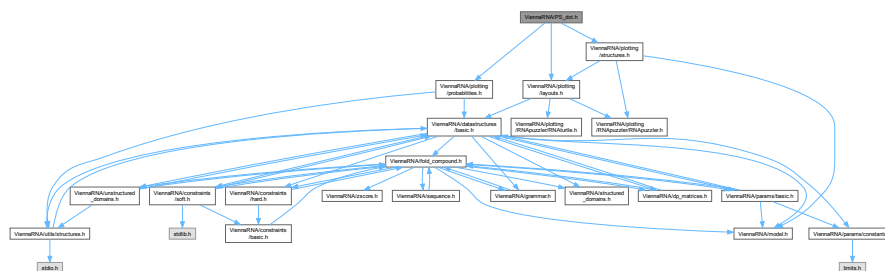 ViennaRNA/PS_dot.h
ViennaRNA/plotting
/structures.h
ViennaRNA/plotting
/probabilities.h
ViennaRNA/plotting
/layouts.h
ViennaRNA/datastructures
/basic.h
ViennaRNA/plotting
/RNApuzzler/RNAturtle.h
ViennaRNA/plotting
/RNApuzzler/RNApuzzler.h
ViennaRNA/fold_compound.h
ViennaRNA/unstructured
_domains.h
ViennaRNA/constraints
/soft.h
ViennaRNA/constraints
/hard.h
ViennaRNA/zscore.h
ViennaRNA/sequence.h
ViennaRNA/grammar.h
ViennaRNA/structured
_domains.h
ViennaRNA/dp_matrices.h
ViennaRNA/params/basic.h
ViennaRNA/utils/structures.h
stdlib.h
ViennaRNA/constraints
/basic.h
ViennaRNA/model.h
ViennaRNA/params/constants.h
stdio.h
limits.h